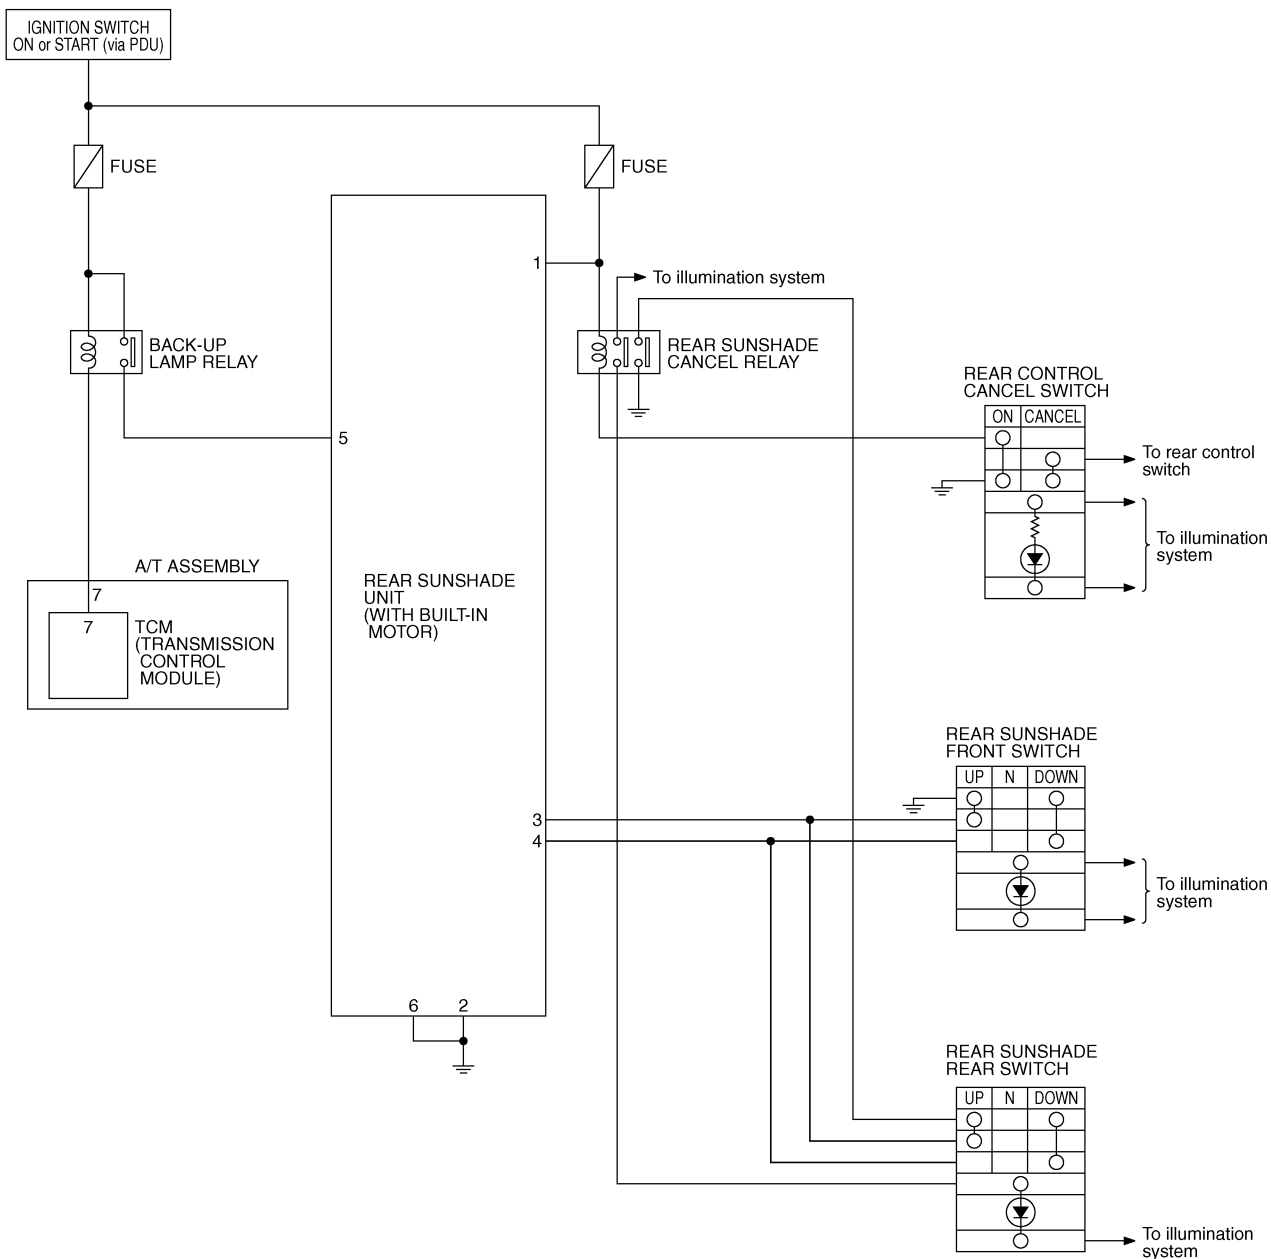 IGNITION SWITCH
ON or START (via PDU)
FUSE
FUSE
1
To illumination system
BACK-UP
LAMP RELAY
REAR SUNSHADE
CANCEL RELAY
REAR CONTROL
CANCEL SWITCH
ON CANCEL
5
To rear control
switch
To illumination
system
A/T ASSEMBLY
7
7
TCM
(TRANSMISSION
CONTROL
MODULE)
REAR SUNSHADE
UNIT
(WITH BUILT-IN
MOTOR)
REAR SUNSHADE
FRONT SWITCH
UP N DOWN
3
4
To illumination
system
6 2
REAR SUNSHADE
REAR SWITCH
UP N DOWN
To illumination
system